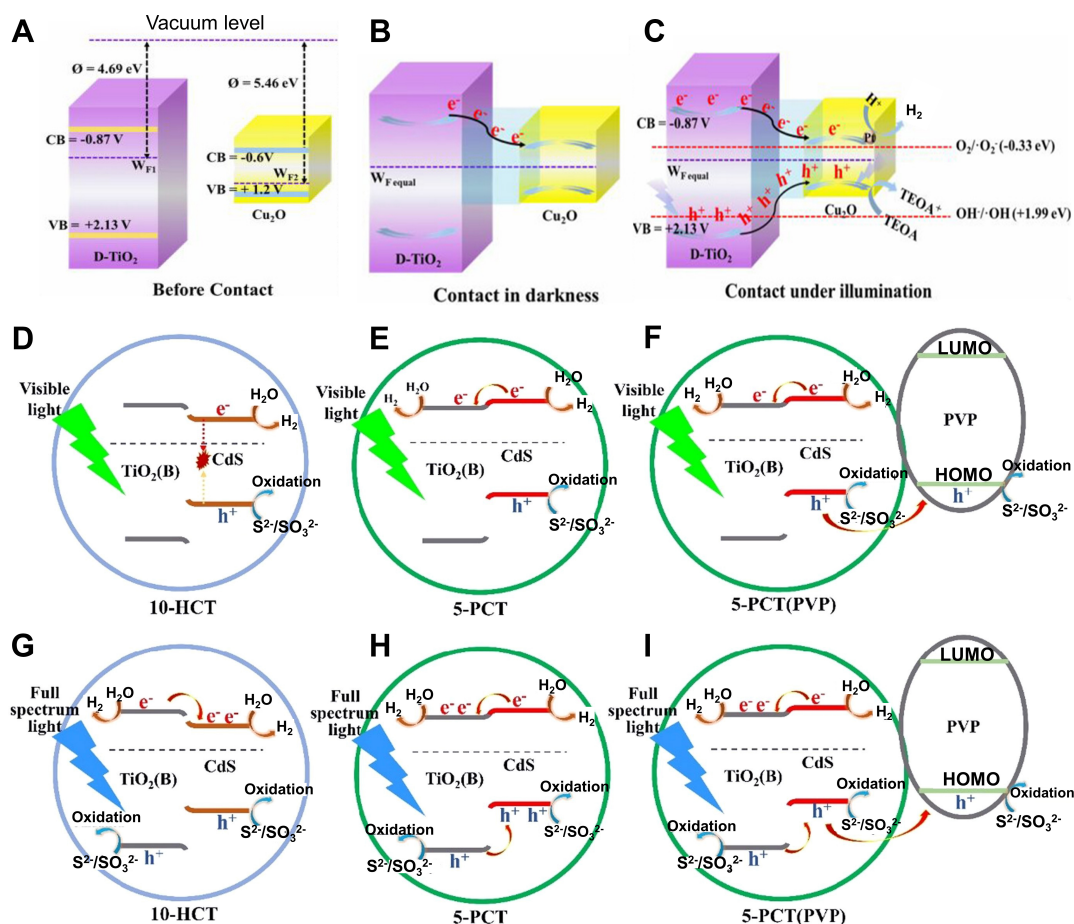 A
Vacuum level
Ø = 4.69 eV
Ø = 5.46 eV
CB = -0.87 V
W_F1
CB = -0.6V
W_F2
VB = + 1.2 V
Cu₂O
VB = +2.13 V
D-TiO₂
Before Contact
B
e⁻
e⁻
e⁻
e⁻
W_F equal
Cu₂O
D-TiO₂
Contact in darkness
C
e⁻ e⁻ e⁻
e⁻
e⁻
e⁻
H⁺
H₂
Pt
CB = -0.87 V
O₂/·O₂⁻ (-0.33 eV)
W_F equal
h⁺ h⁺ h⁺ h⁺ h⁺ h⁺ h⁺
Cu₂O
TEOA⁺
TEOA
OH⁻/·OH (+1.99 eV)
VB = +2.13 V
D-TiO₂
Contact under illumination
D
Visible
light
e⁻
H₂O
H₂
TiO₂(B)
CdS
Oxidation
h⁺
S²⁻/SO₃²⁻
10-HCT
E
Visible
light
H₂
H₂O
e⁻
e⁻
H₂O
H₂
TiO₂(B)
CdS
Oxidation
h⁺
S²⁻/SO₃²⁻
5-PCT
F
Visible
light
H₂
H₂O
e⁻
e⁻
H₂O
H₂
TiO₂(B)
CdS
Oxidation
h⁺
S²⁻/SO₃²⁻
LUMO
PVP
HOMO
h⁺
Oxidation
S²⁻/SO₃²⁻
5-PCT(PVP)
G
Full
spectrum
light
H₂
H₂O
e⁻
e⁻ e⁻
H₂O
H₂
TiO₂(B)
CdS
Oxidation
h⁺
S²⁻/SO₃²⁻
Oxidation
S²⁻/SO₃²⁻
h⁺
10-HCT
H
Full
spectrum
light
H₂
H₂O
e⁻ e⁻
e⁻
H₂O
H₂
TiO₂(B)
CdS
Oxidation
h⁺ h⁺
S²⁻/SO₃²⁻
Oxidation
S²⁻/SO₃²⁻
h⁺
5-PCT
I
Full
spectrum
light
H₂
H₂O
e⁻ e⁻
e⁻
H₂O
H₂
TiO₂(B)
CdS
Oxidation
h⁺
S²⁻/SO₃²⁻
Oxidation
S²⁻/SO₃²⁻
h⁺
LUMO
PVP
HOMO
h⁺
Oxidation
S²⁻/SO₃²⁻
5-PCT(PVP)